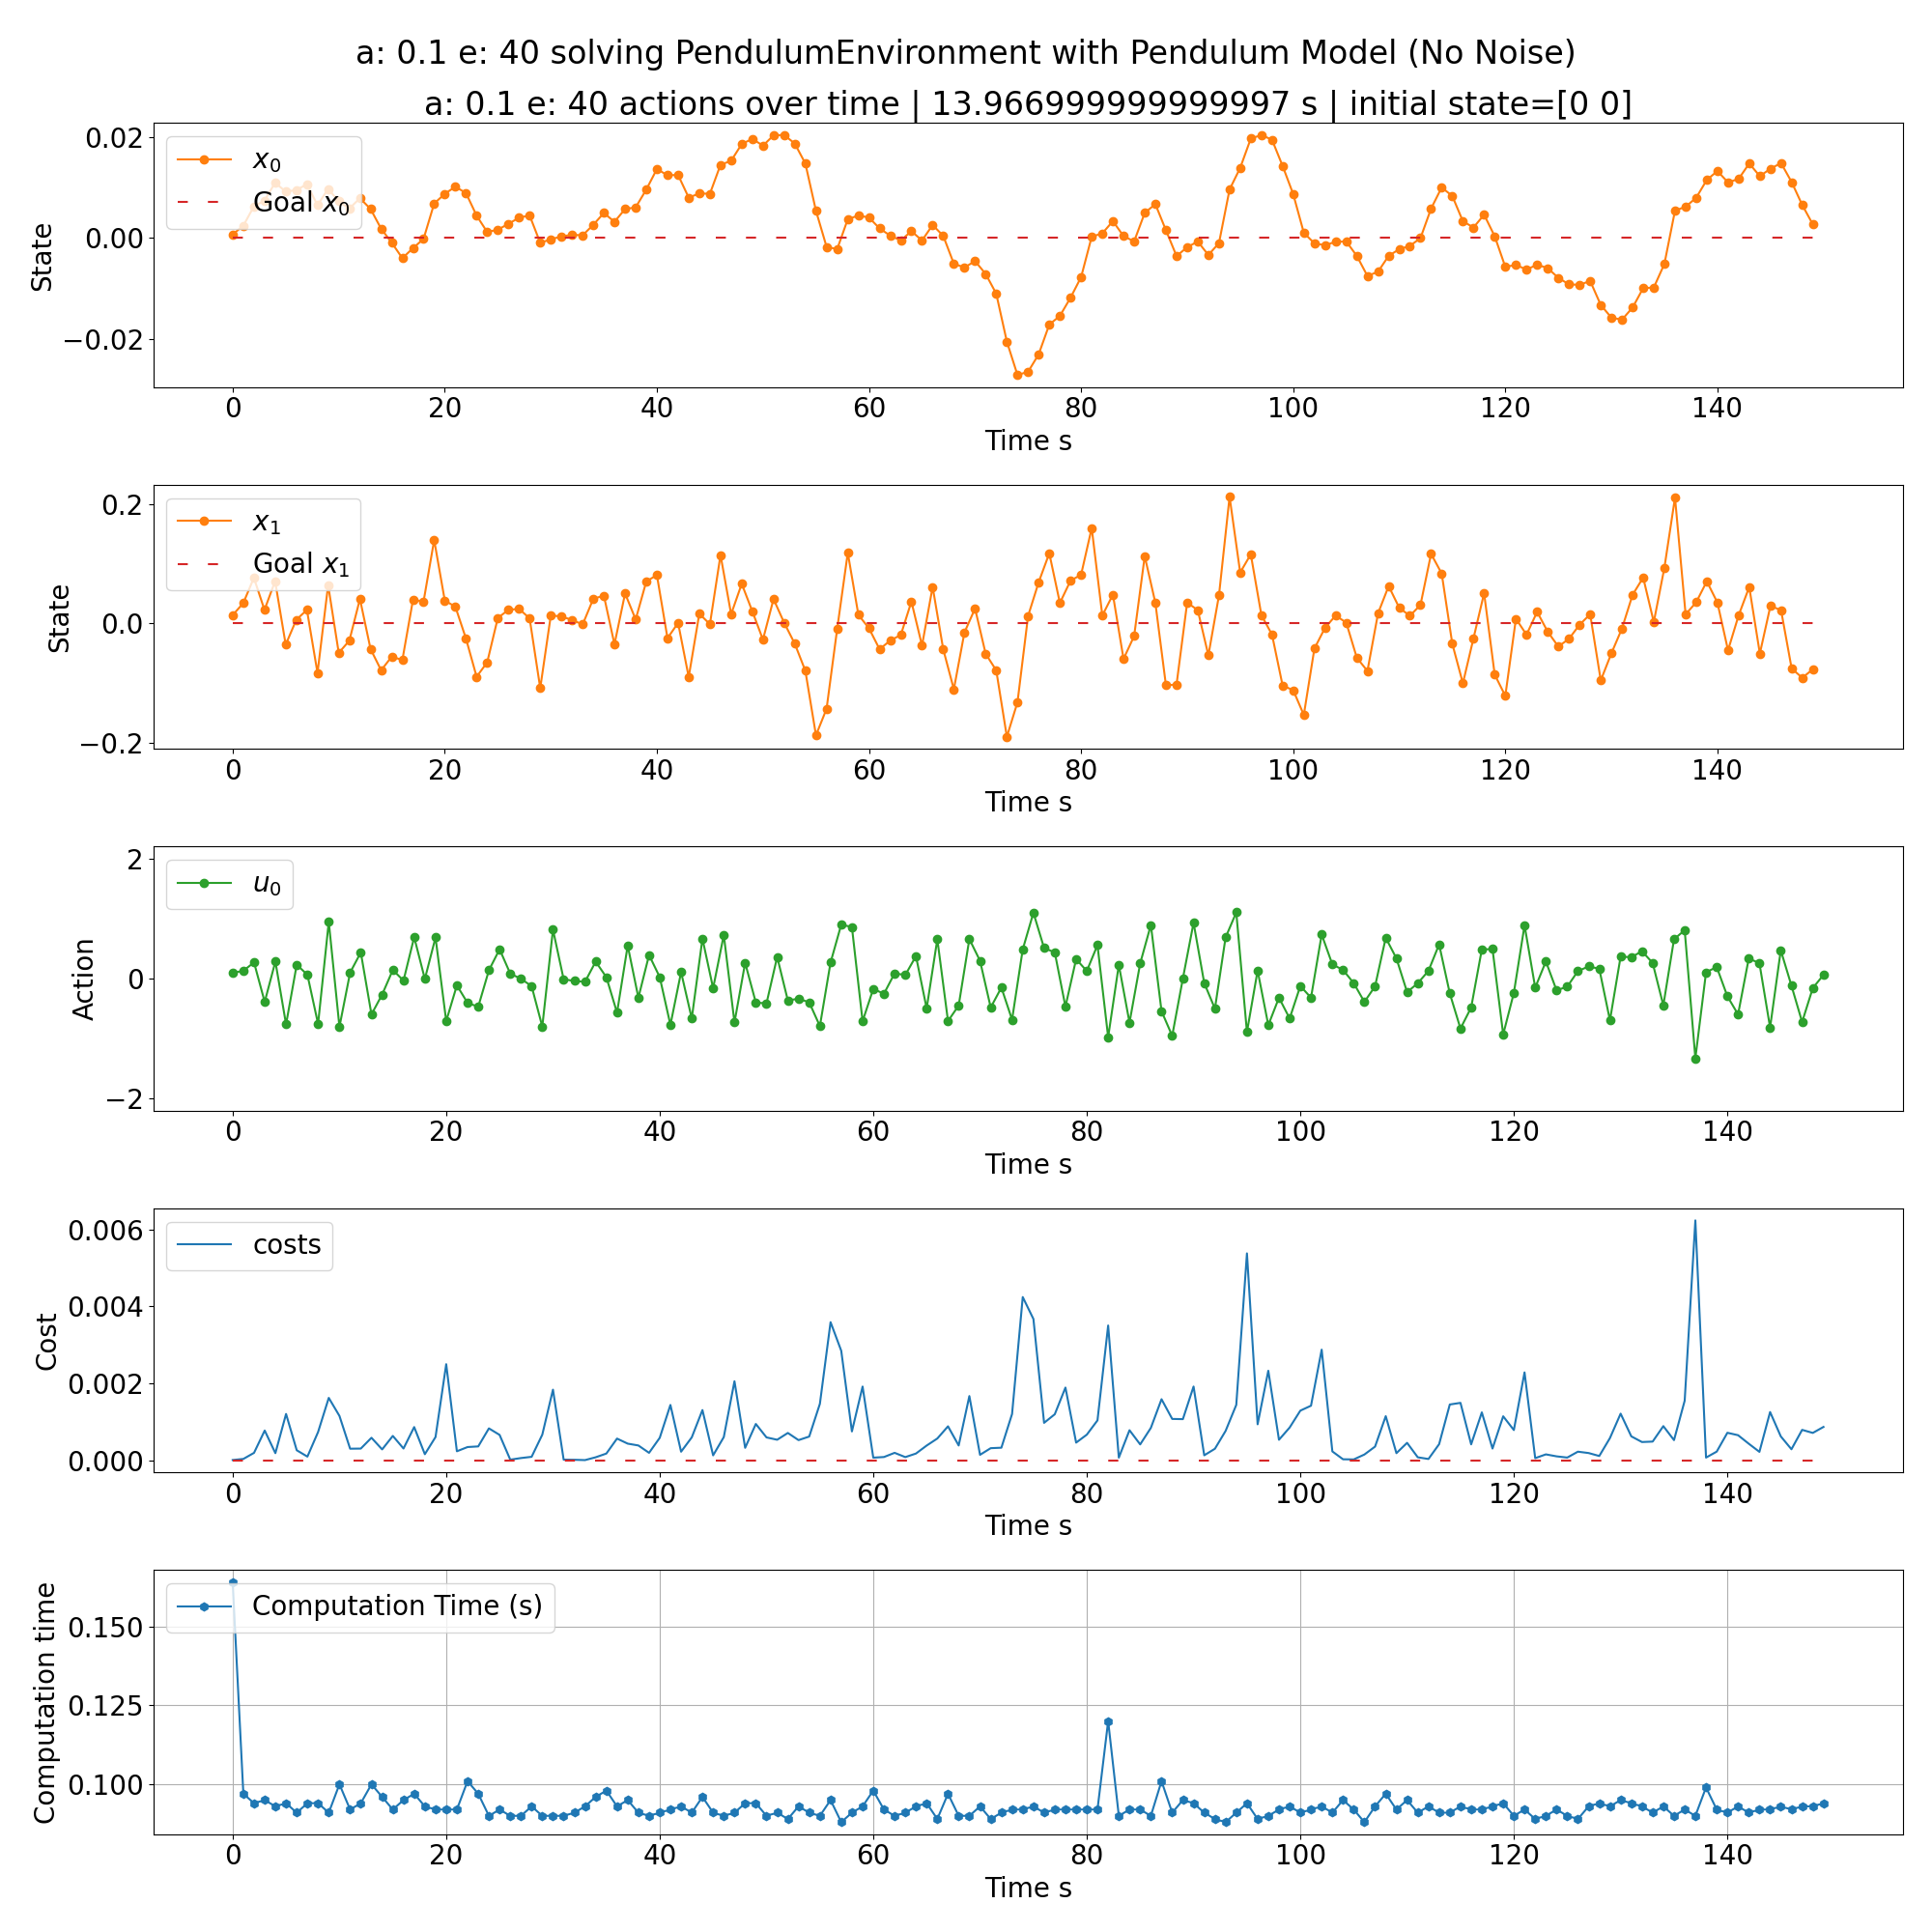 a: 0.1 e: 40 solving PendulumEnvironment with Pendulum Model (No Noise)
a: 0.1 e: 40 actions over time | 13.966999999999997 s | initial state=[0 0]
x₀
Goal x₀
State
0.02
0.00
−0.02
0 20 40 60 80 100 120 140
Time s
x₁
Goal x₁
State
0.2
0.0
−0.2
0 20 40 60 80 100 120 140
Time s
u₀
Action
2
0
−2
0 20 40 60 80 100 120 140
Time s
costs
Cost
0.006
0.004
0.002
0.000
0 20 40 60 80 100 120 140
Time s
Computation Time (s)
Computation time
0.150
0.125
0.100
0 20 40 60 80 100 120 140
Time s